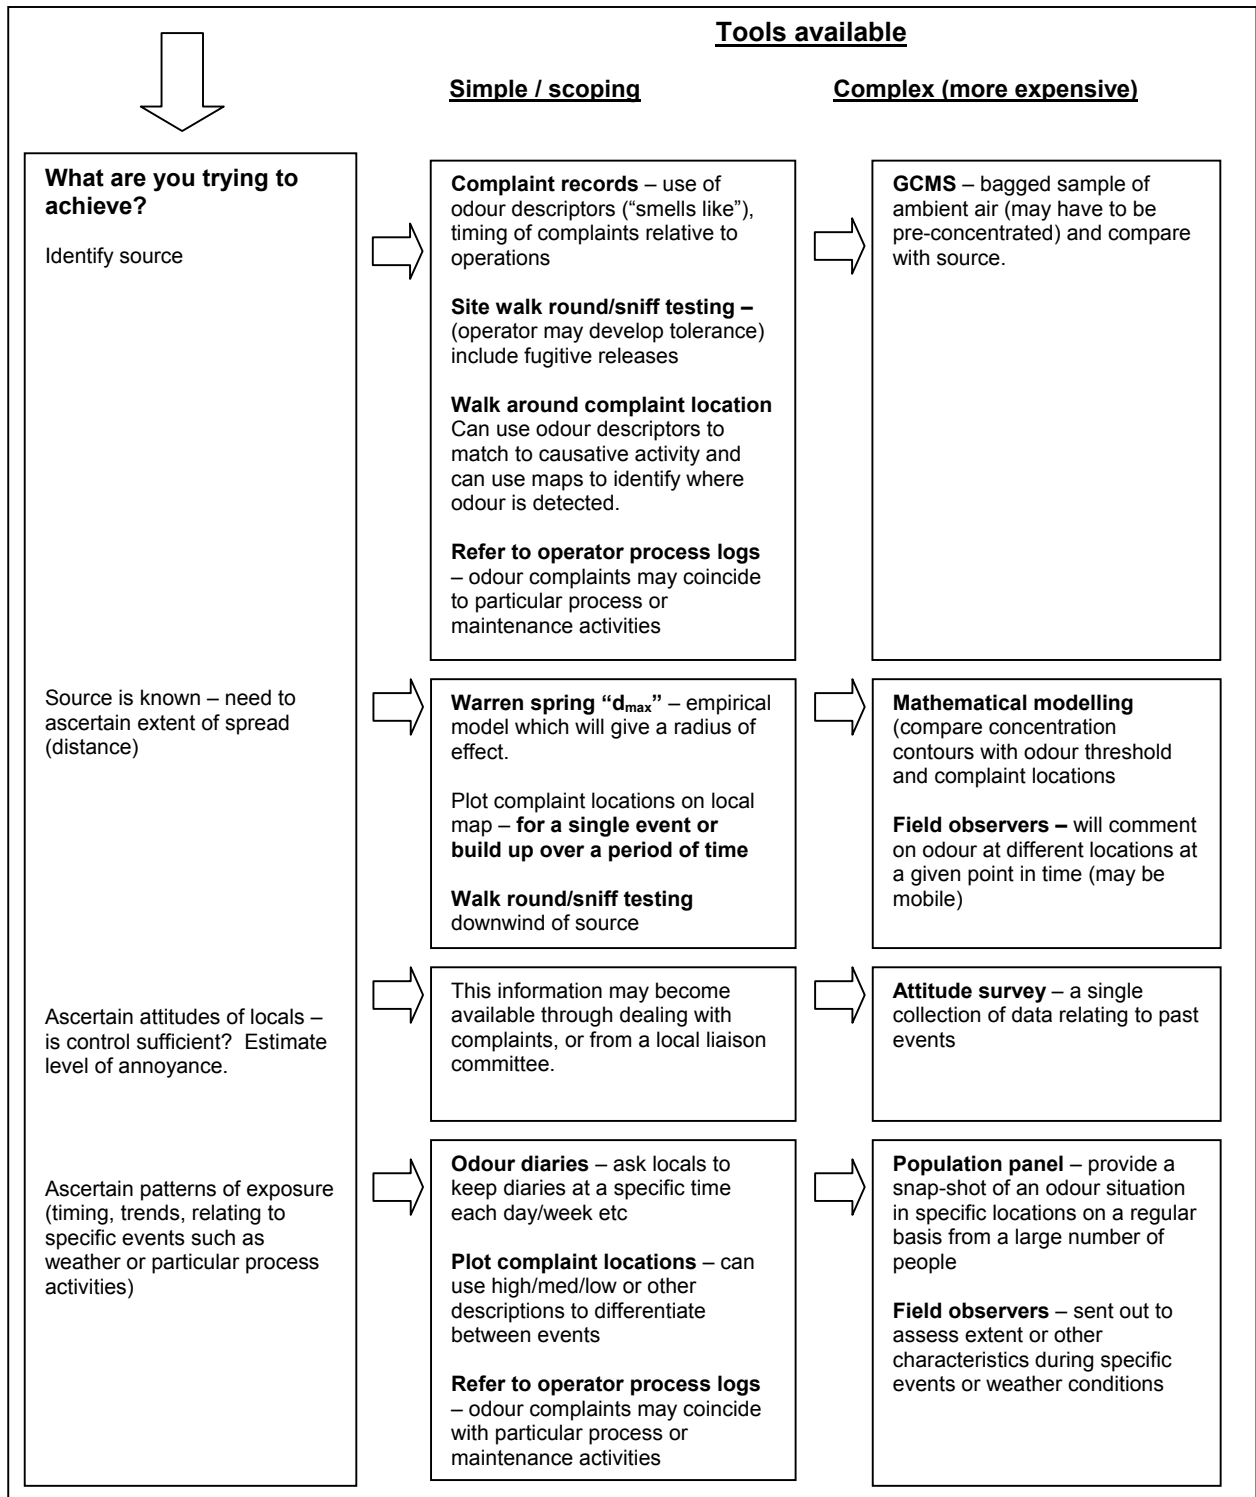 Tools available
Simple / scoping
Complex (more expensive)
What are you trying to
achieve?
Identify source
Complaint records – use of
odour descriptors (“smells like”),
timing of complaints relative to
operations
Site walk round/sniff testing –
(operator may develop tolerance)
include fugitive releases
Walk around complaint location
Can use odour descriptors to
match to causative activity and
can use maps to identify where
odour is detected.
Refer to operator process logs
– odour complaints may coincide
to particular process or
maintenance activities
GCMS – bagged sample of
ambient air (may have to be
pre-concentrated) and compare
with source.
Source is known – need to
ascertain extent of spread
(distance)
Warren spring “dmax” – empirical
model which will give a radius of
effect.
Plot complaint locations on local
map – for a single event or
build up over a period of time
Walk round/sniff testing
downwind of source
Mathematical modelling
(compare concentration
contours with odour threshold
and complaint locations
Field observers – will comment
on odour at different locations at
a given point in time (may be
mobile)
Ascertain attitudes of locals –
is control sufficient?  Estimate
level of annoyance.
This information may become
available through dealing with
complaints, or from a local liaison
committee.
Attitude survey – a single
collection of data relating to past
events
Ascertain patterns of exposure
(timing, trends, relating to
specific events such as
weather or particular process
activities)
Odour diaries – ask locals to
keep diaries at a specific time
each day/week etc
Plot complaint locations – can
use high/med/low or other
descriptions to differentiate
between events
Refer to operator process logs
– odour complaints may coincide
with particular process or
maintenance activities
Population panel – provide a
snap-shot of an odour situation
in specific locations on a regular
basis from a large number of
people
Field observers – sent out to
assess extent or other
characteristics during specific
events or weather conditions